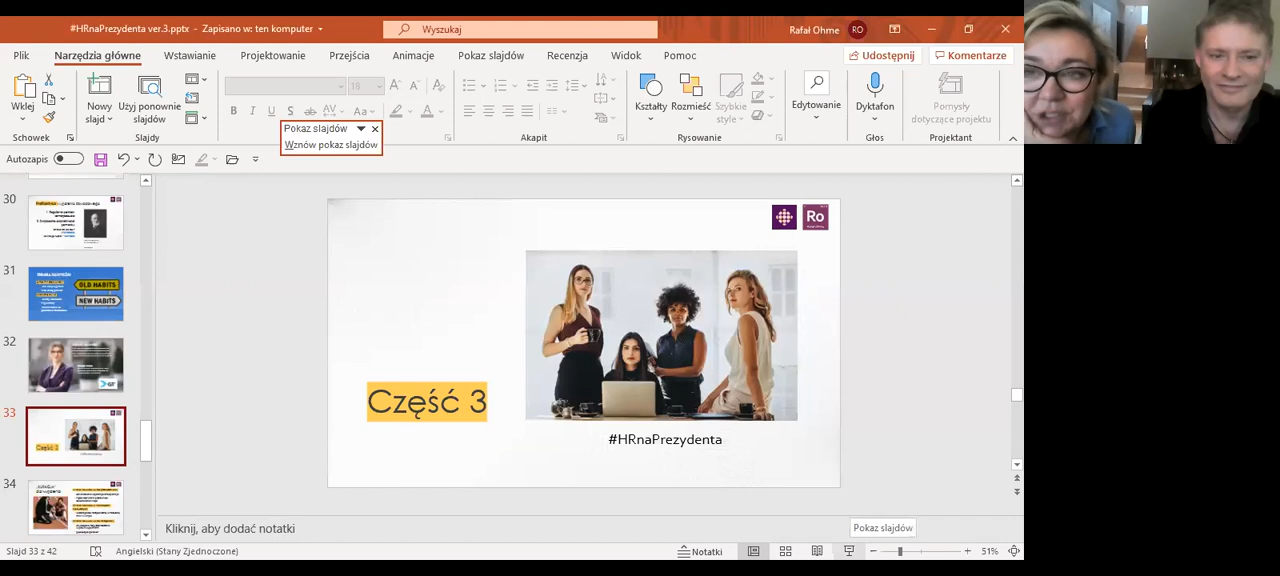 #HRnaPrezydenta ver.3.pptx - Zapisano w: ten komputer
Wyszukaj
Rafał Ohme RO
Plik Narzędzia główne Wstawianie Projektowanie Przejścia Animacje Pokaz slajdów Recenzja Widok Pomoc Udostępnij Komentarze
Wklej
Nowy slajd
Użyj ponownie slajdów
18
Kształty Rozmieść Szybkie style
Edytowanie
Dyktafon
Pomysły dotyczące projektu
Schowek Slajdy Akapit Rysowanie Głos Projektant
Pokaz slajdów
Wznów pokaz slajdów
Autozapis
30
31
OLD HABITS
NEW HABITS
32
33
Część 3
34
Ro
Część 3
#HRnaPrezydenta
Kliknij, aby dodać notatki
Pokaz slajdów
Slajd 33 z 42 Angielski (Stany Zjednoczone) Notatki 51%